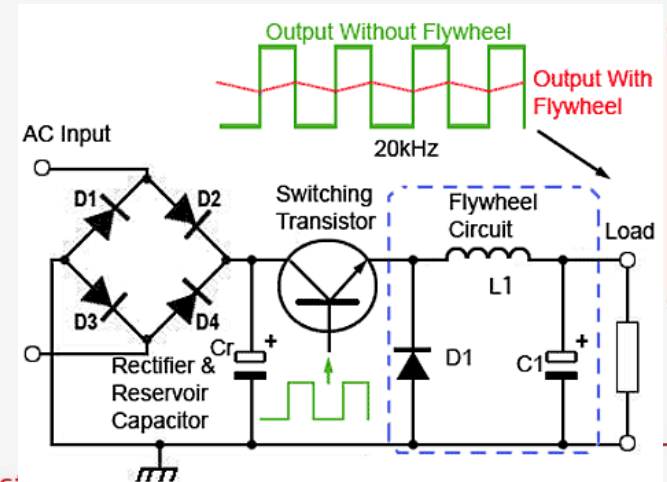 Output Without Flywheel
Output With
Flywheel
20kHz
AC Input
D1
D2
Switching
Transistor
Flywheel
Circuit
Load
L1
D3
D4
Cr
+
D1
C1
+
Rectifier &
Reservoir
Capacitor